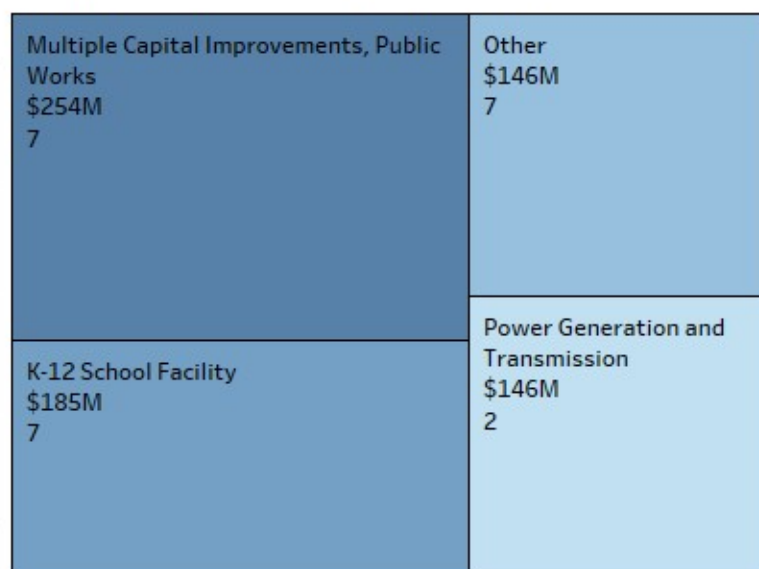 Multiple Capital Improvements, Public
Works
$254M
7
Other
$146M
7
K-12 School Facility
$185M
7
Power Generation and
Transmission
$146M
2